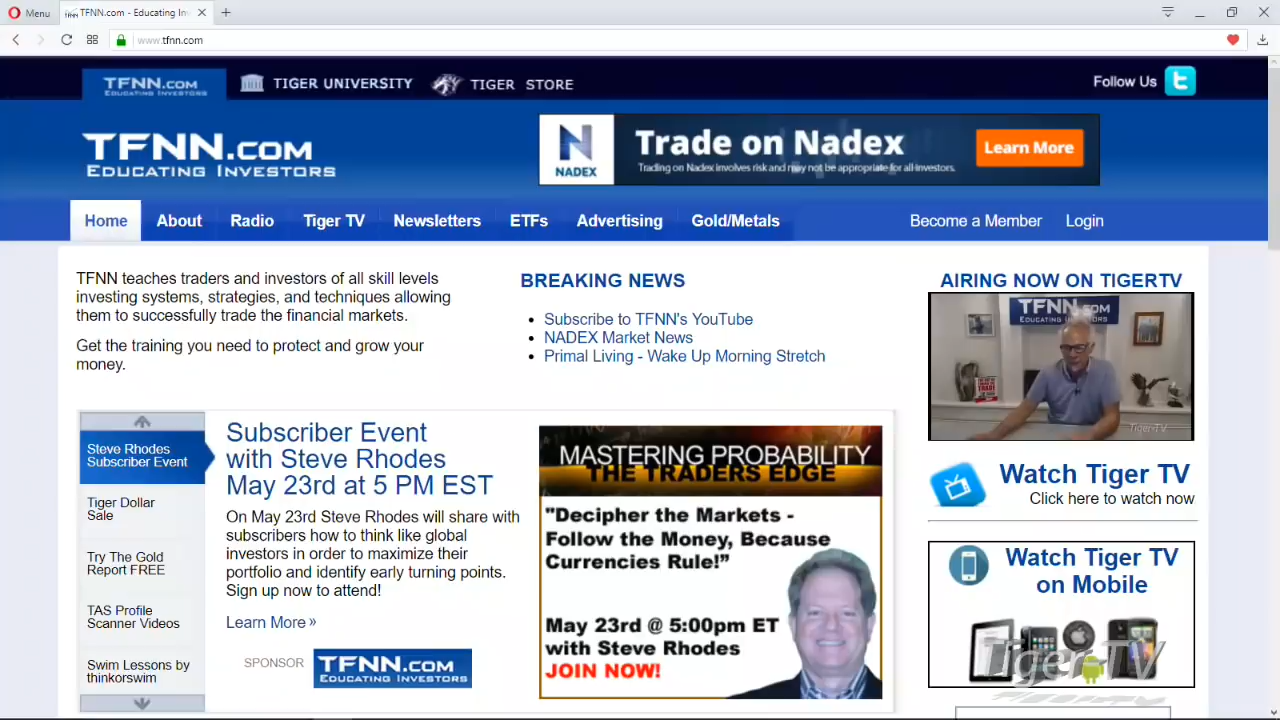 Menu
TFNN.com - Educating In
www.tfnn.com
TFNN.COM
EDUCATING INVESTORS
TIGER UNIVERSITY
TIGER STORE
Follow Us
TFNN.COM
EDUCATING INVESTORS
NADEX
Trade on Nadex
Trading on Nadex involves risk and may not be appropriate for all investors.
Learn More
Home
About
Radio
Tiger TV
Newsletters
ETFs
Advertising
Gold/Metals
Become a Member
Login
TFNN teaches traders and investors of all skill levels
investing systems, strategies, and techniques allowing
them to successfully trade the financial markets.
Get the training you need to protect and grow your
money.
BREAKING NEWS
Subscribe to TFNN's YouTube
NADEX Market News
Primal Living - Wake Up Morning Stretch
AIRING NOW ON TIGERTV
TFNN.COM
EDUCATING INVESTORS
Tiger-TV
Watch Tiger TV
Click here to watch now
Watch Tiger TV
on Mobile
Tiger-TV
Steve Rhodes
Subscriber Event
Tiger Dollar
Sale
Try The Gold
Report FREE
TAS Profile
Scanner Videos
Swim Lessons by
thinkorswim
Subscriber Event
with Steve Rhodes
May 23rd at 5 PM EST
On May 23rd Steve Rhodes will share with
subscribers how to think like global
investors in order to maximize their
portfolio and identify early turning points.
Sign up now to attend!
Learn More »
SPONSOR
TFNN.COM
EDUCATING INVESTORS
MASTERING PROBABILITY
THE TRADERS EDGE
"Decipher the Markets -
Follow the Money, Because
Currencies Rule!”
May 23rd @ 5:00pm ET
with Steve Rhodes
JOIN NOW!